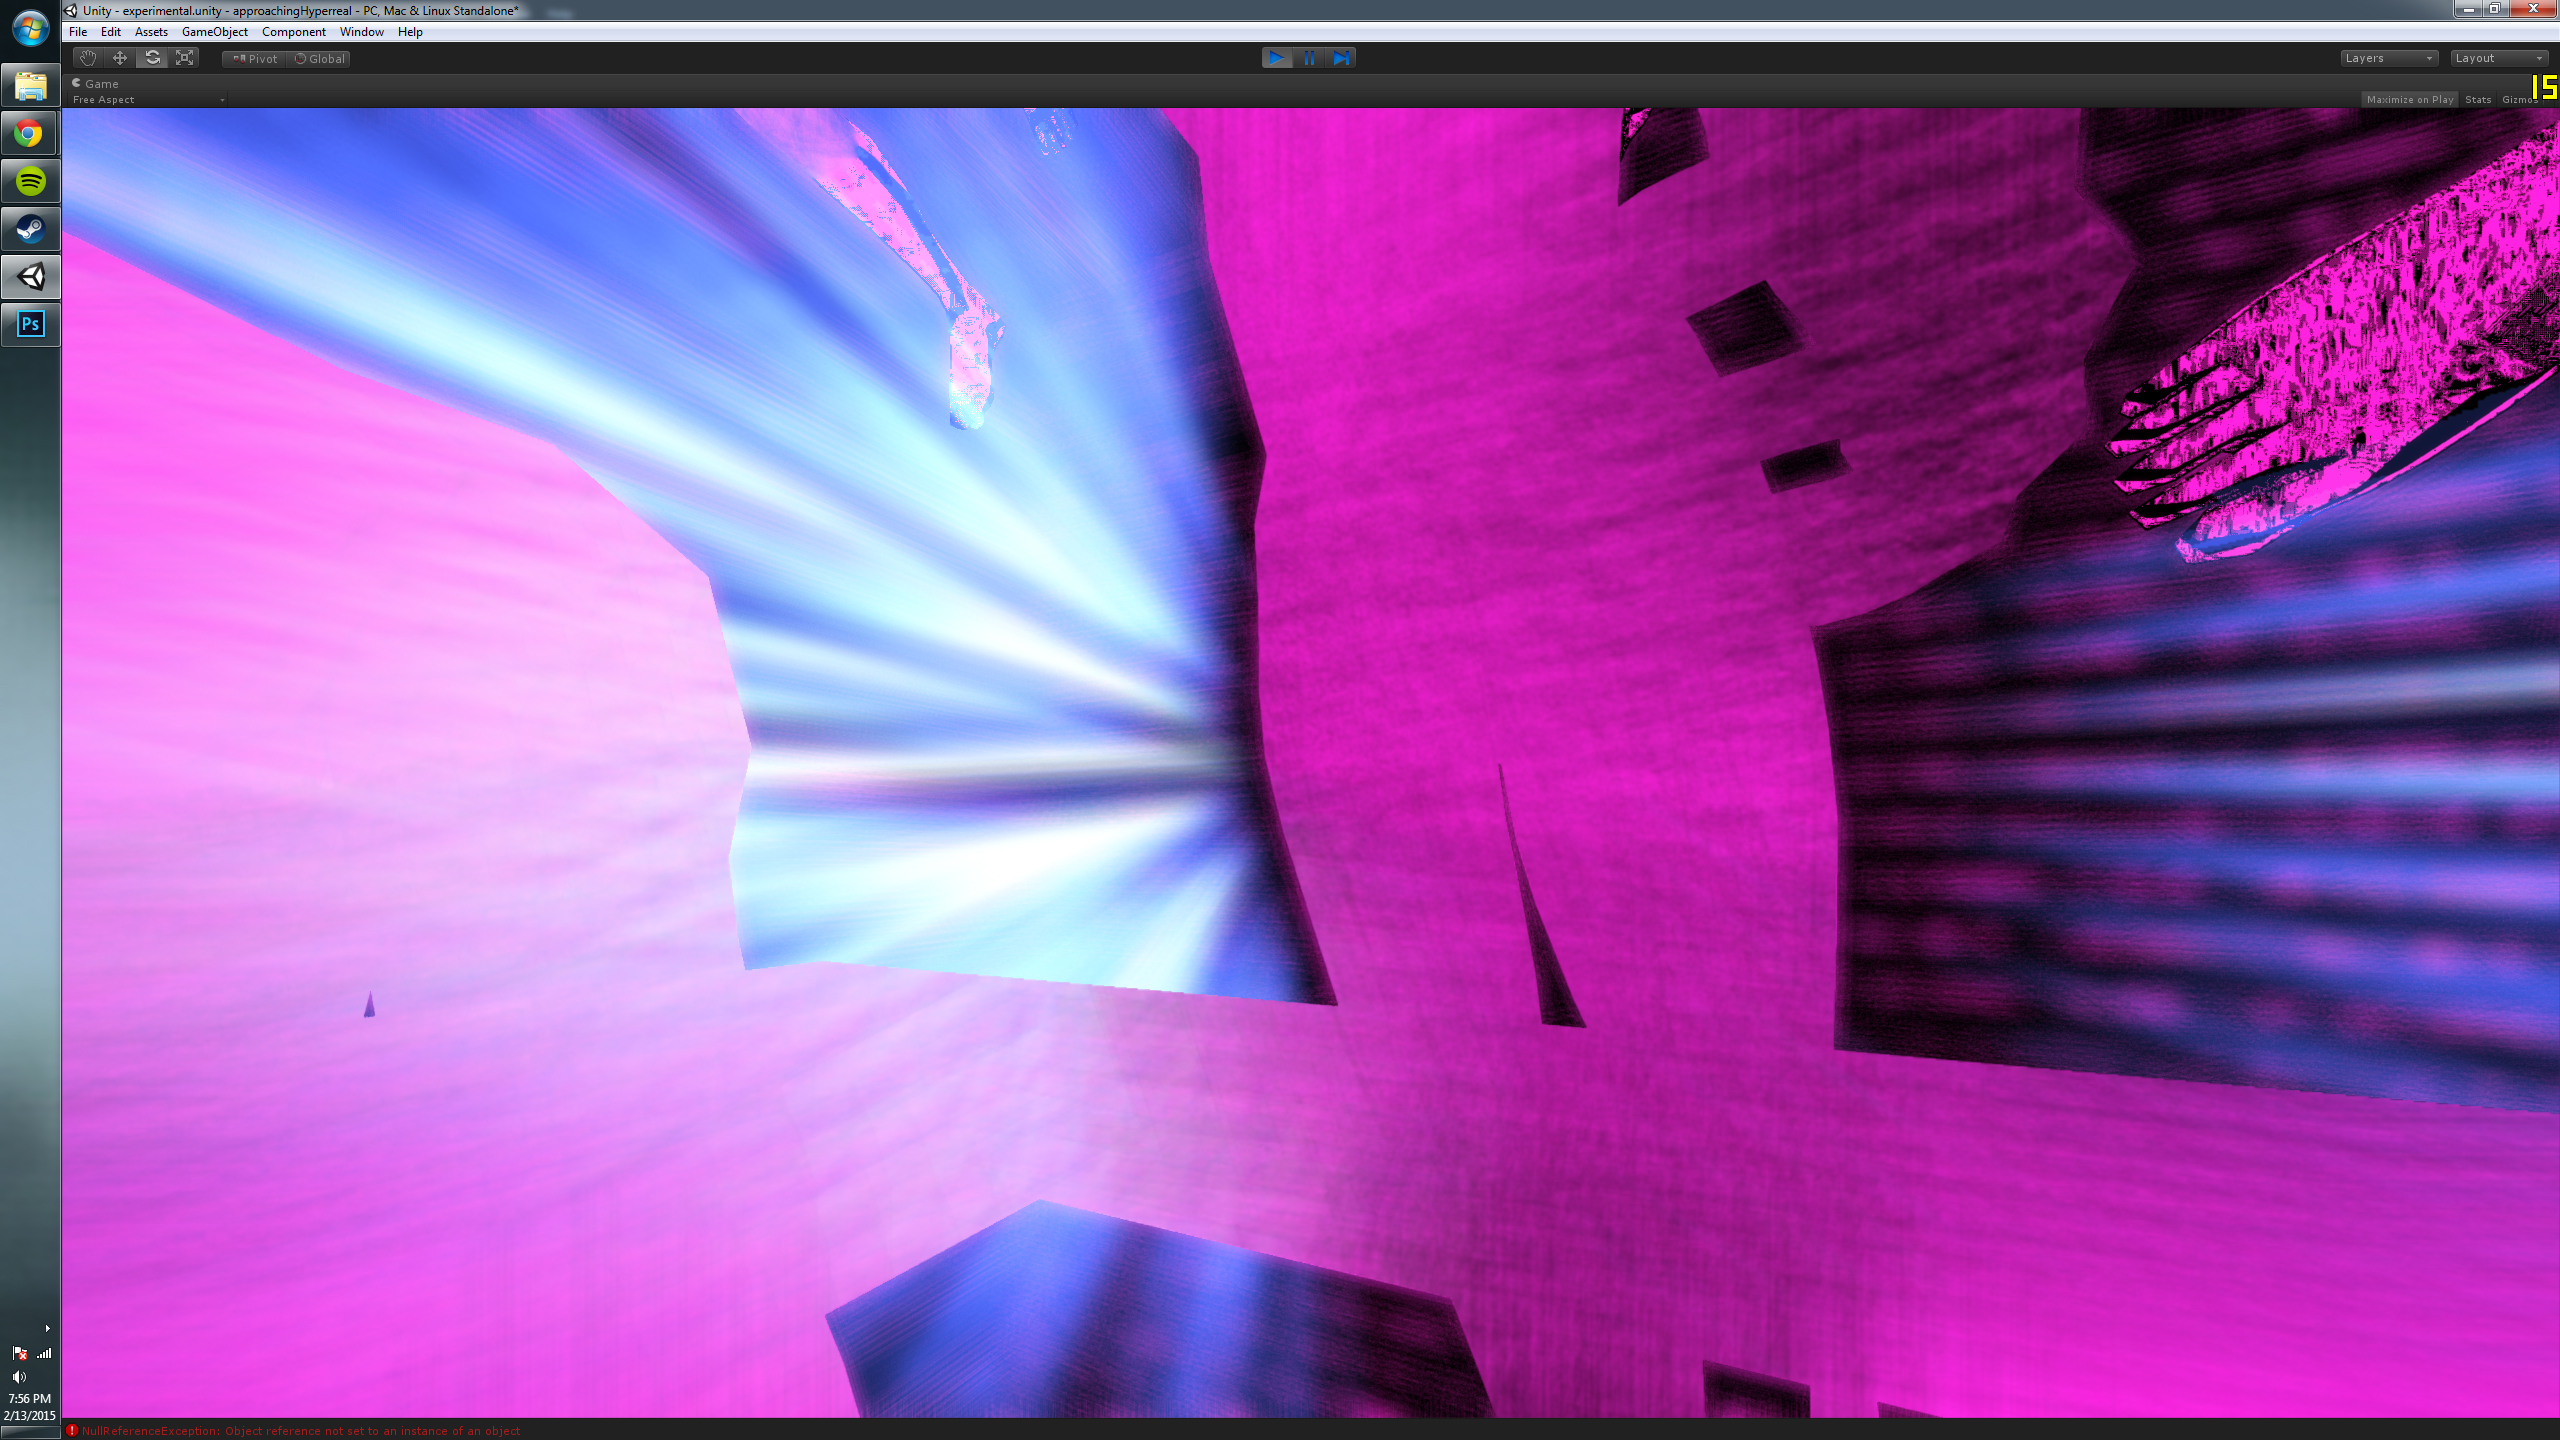 Unity - experimental.unity - approachingHyperreal - PC, Mac & Linux Standalone*
File Edit Assets GameObject Component Window Help
Pivot Global Layers Layout
Game
Free Aspect Maximize on Play Stats Gizmos
15
Ps
7:56 PM
2/13/2015
NullReferenceException: Object reference not set to an instance of an object